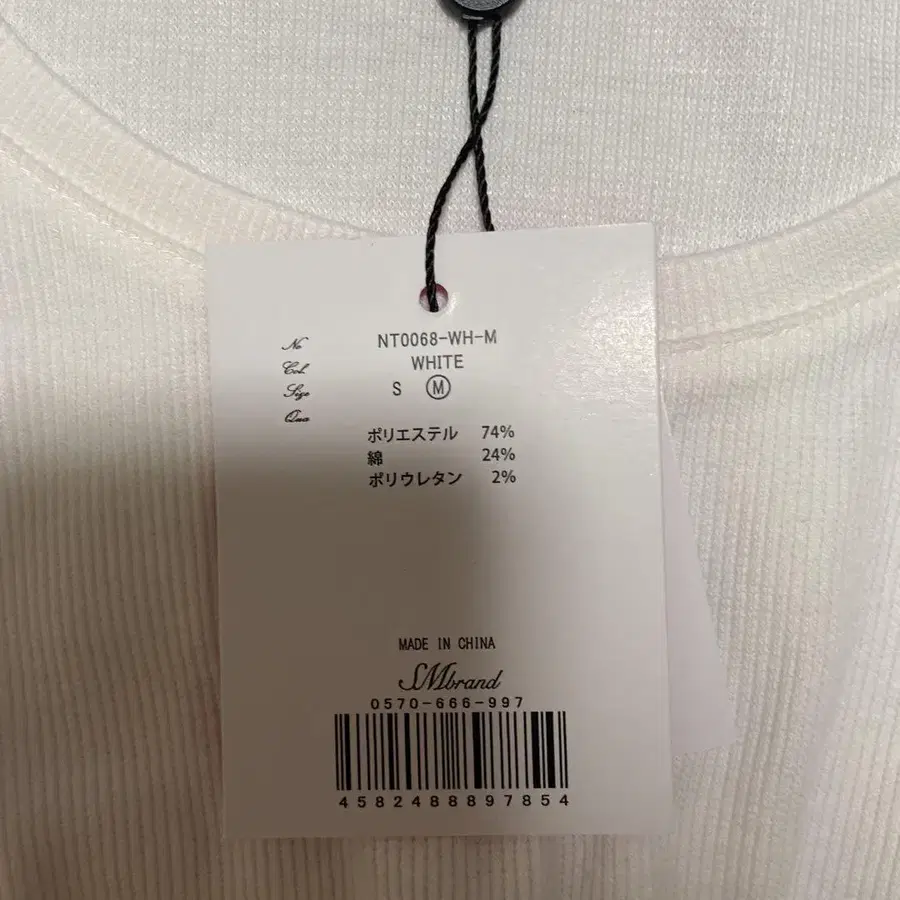 No NT0068-WH-M
Col. WHITE
Size S M
Qua
ポリエステル 74%
綿 24%
ポリウレタン 2%
MADE IN CHINA
SMbrand
0570-666-997
4582488897854